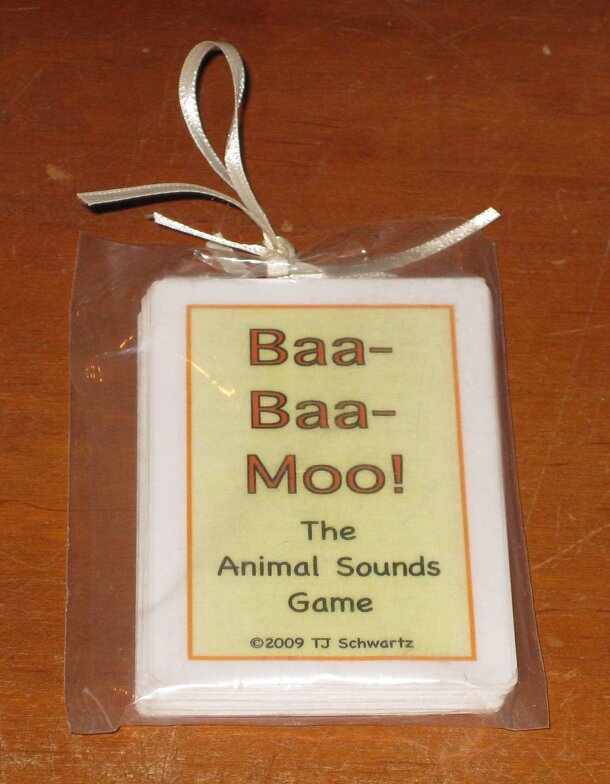 Baa-
Baa-
Moo!
The
Animal Sounds
Game
©2009 TJ Schwartz